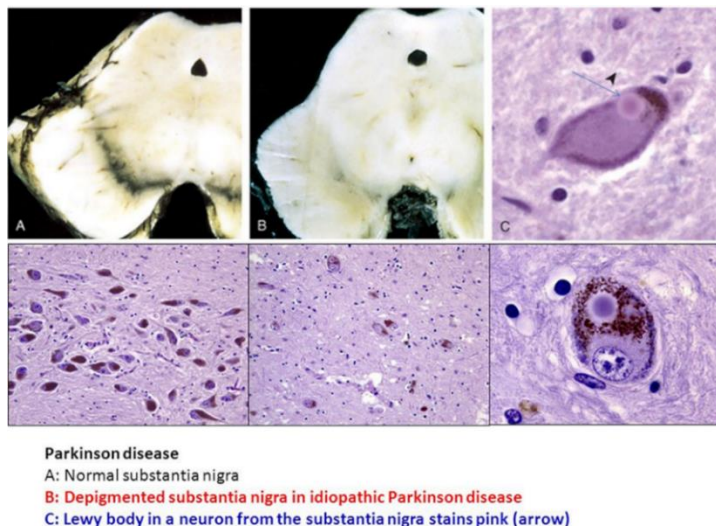 A
B
C
Parkinson disease
A: Normal substantia nigra
B: Depigmented substantia nigra in idiopathic Parkinson disease
C: Lewy body in a neuron from the substantia nigra stains pink (arrow)